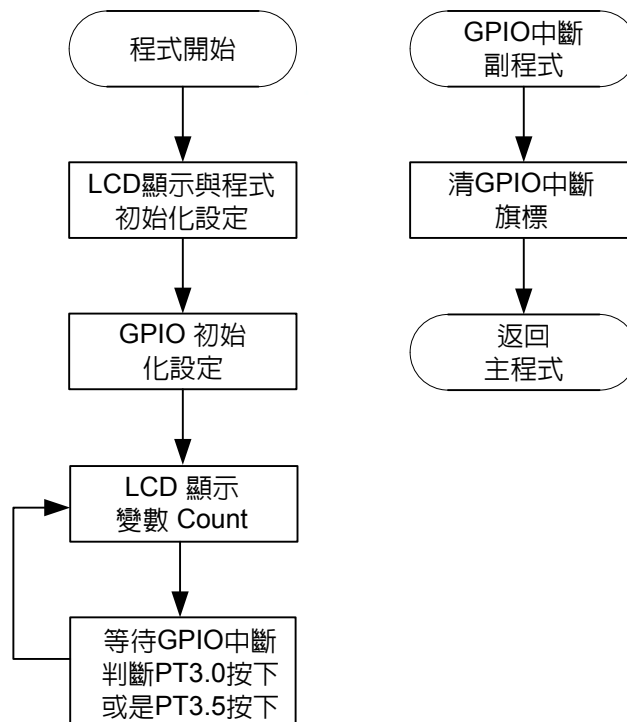 程式開始
LCD顯示與程式
初始化設定
GPIO 初始
化設定
LCD 顯示
變數 Count
等待GPIO中斷
判斷PT3.0按下
或是PT3.5按下
GPIO中斷
副程式
清GPIO中斷
旗標
返回
主程式